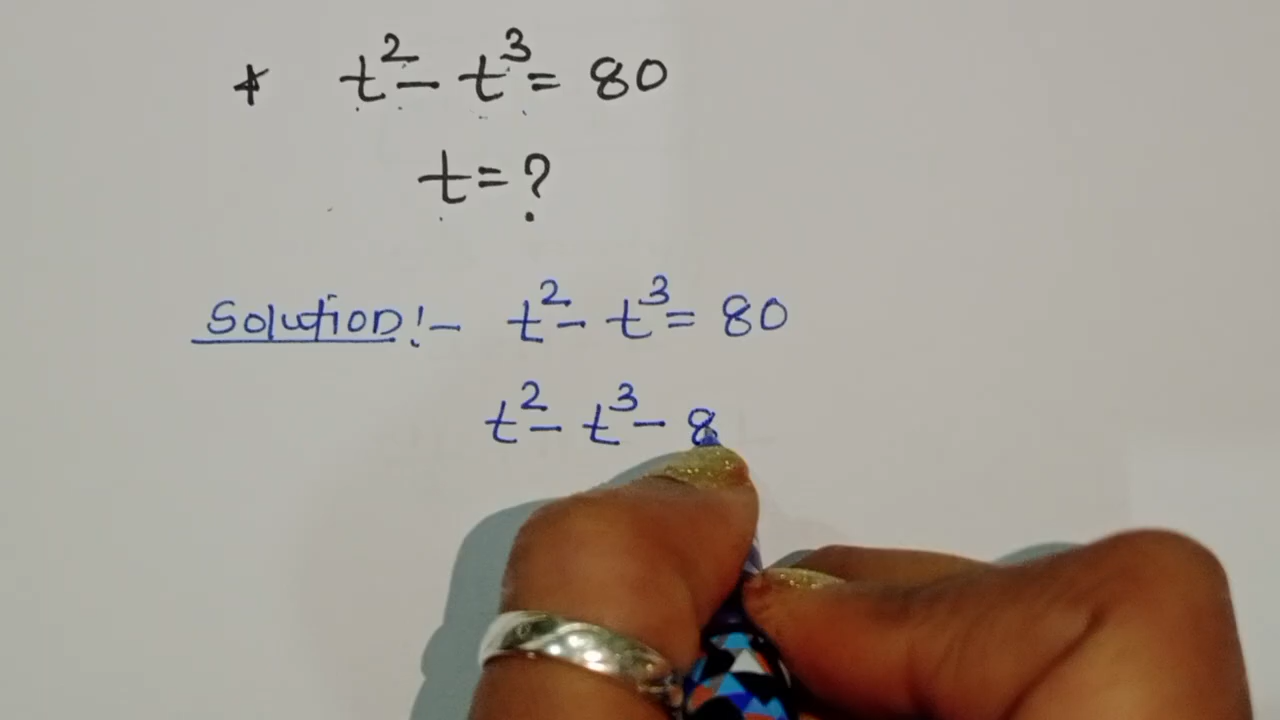 * t² - t³ = 80
t = ?
Solution :- t² - t³ = 80
t² - t³ - 8